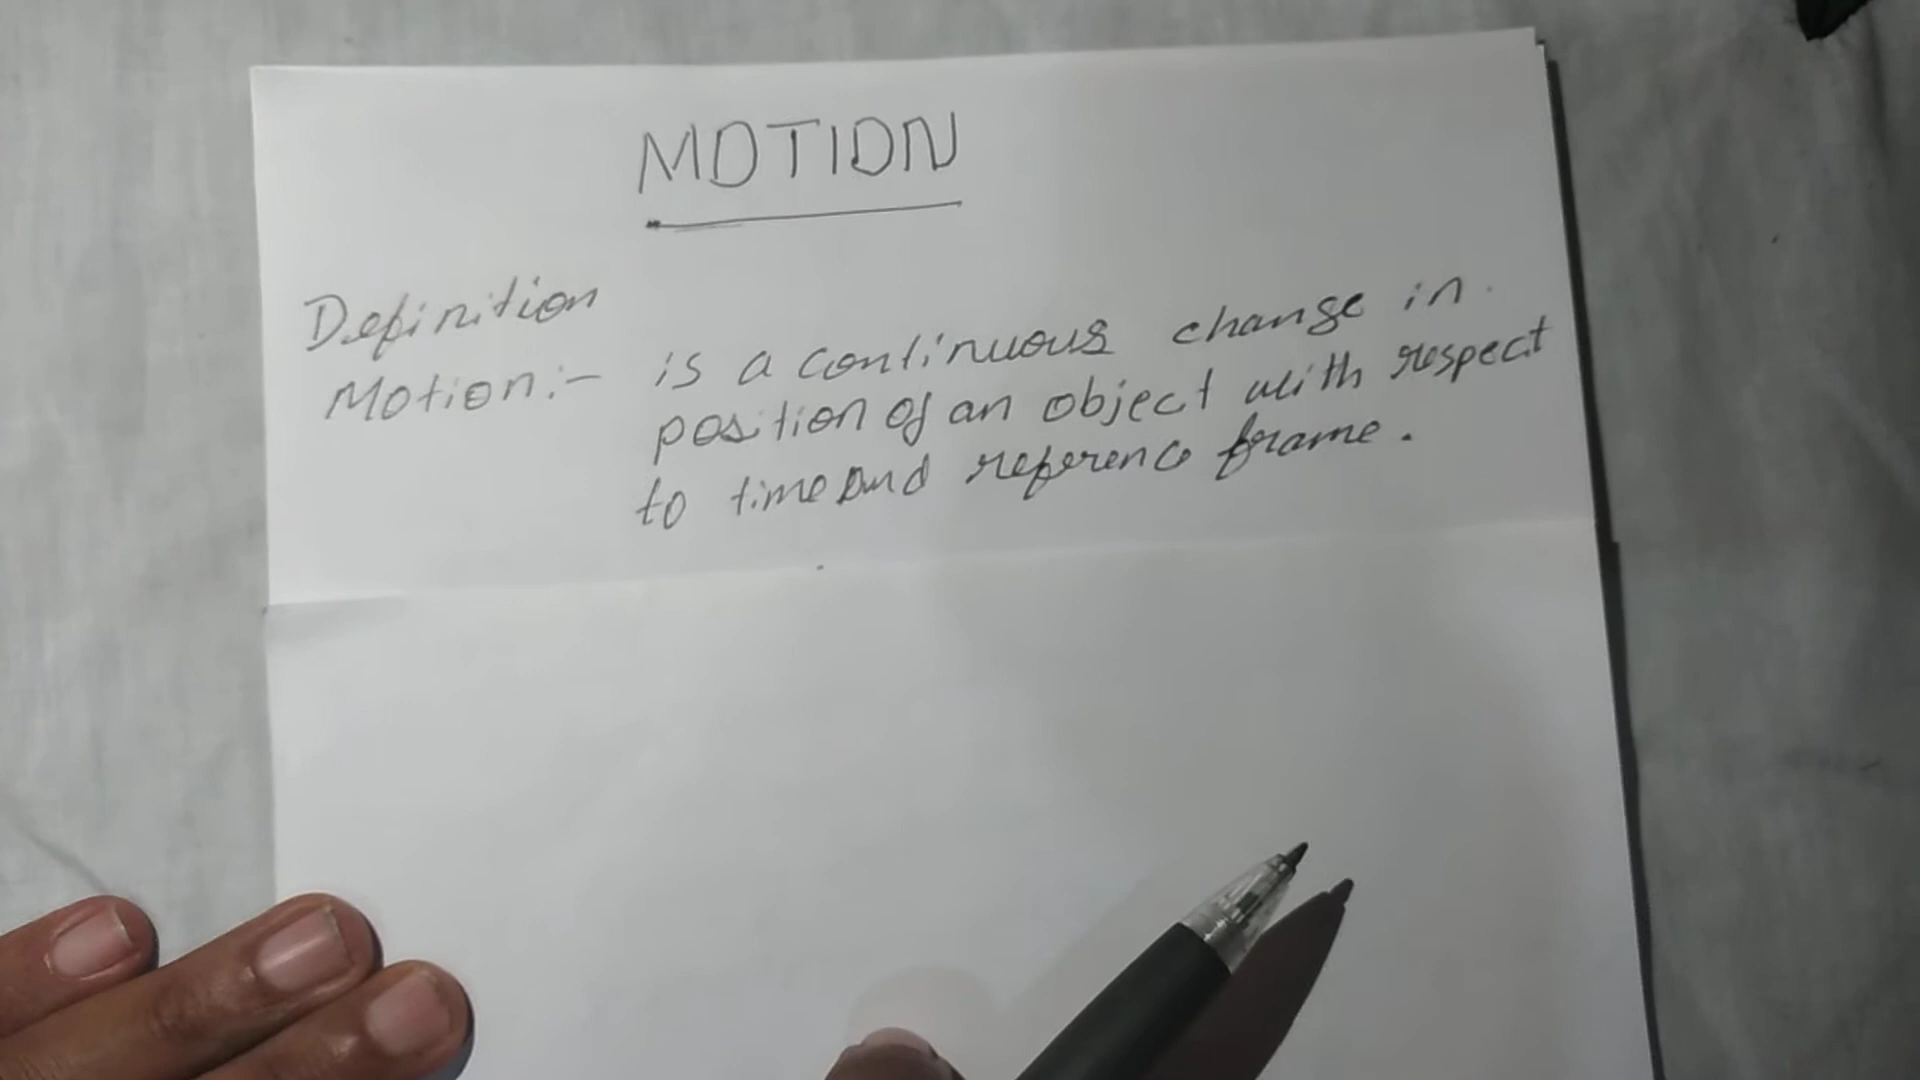 MOTION
Definition
Motion:- is a continuous change in
position of an object with respect
to time and reference frame.